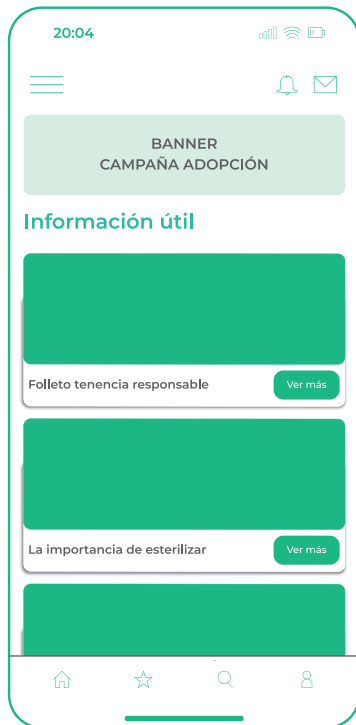 20:04
BANNER
CAMPAÑA ADOPCIÓN
Información útil
Folleto tenencia responsable
Ver más
La importancia de esterilizar
Ver más